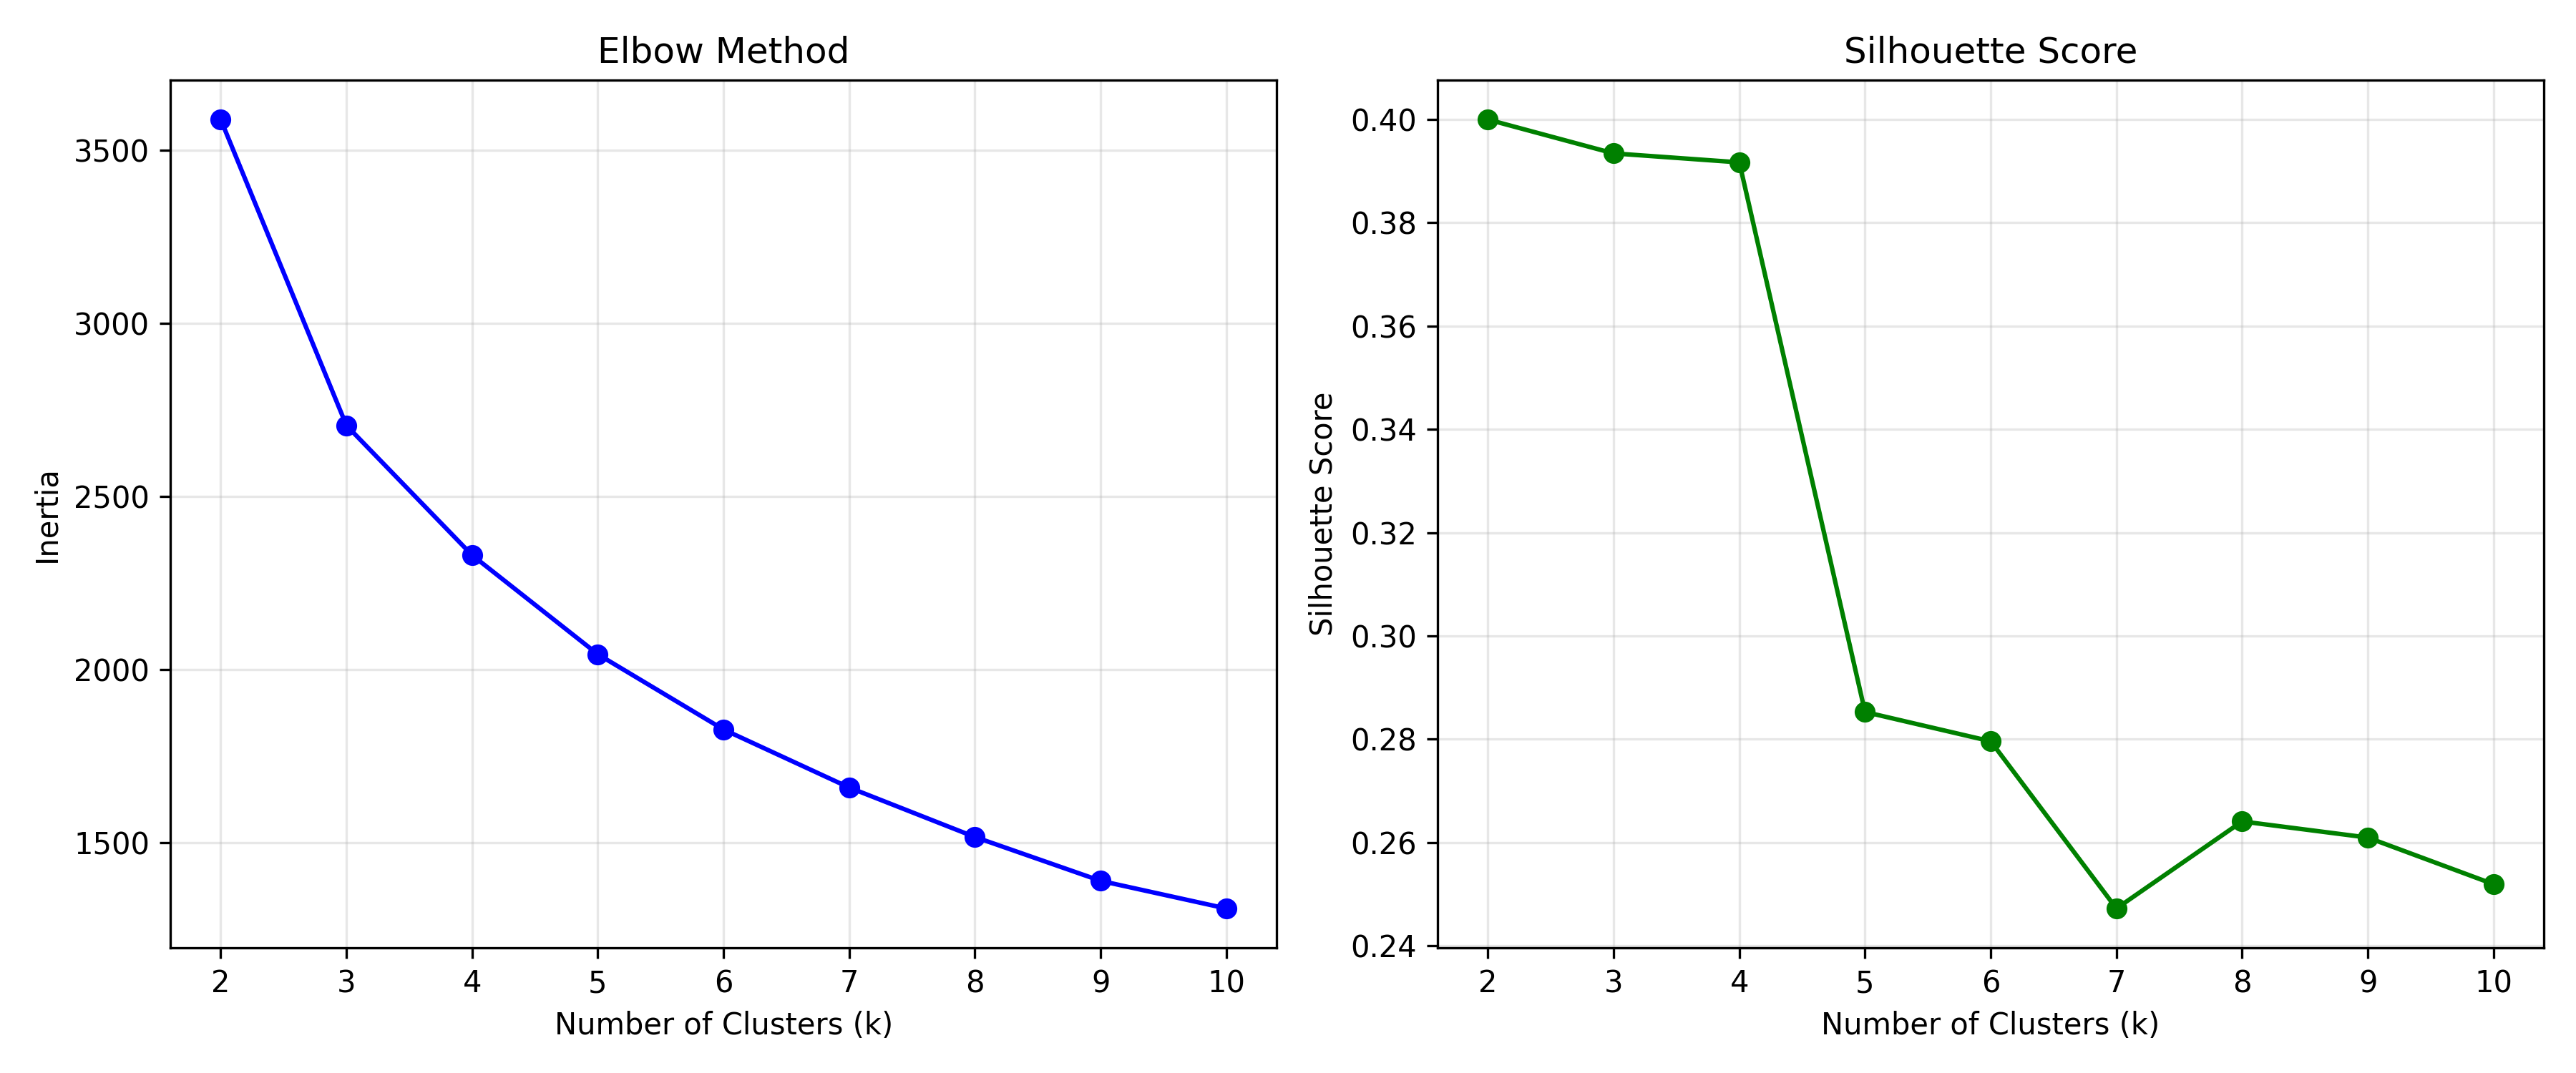 Elbow Method
Inertia
3500
3000
2500
2000
1500
2 3 4 5 6 7 8 9 10
Number of Clusters (k)
Silhouette Score
Silhouette Score
0.40
0.38
0.36
0.34
0.32
0.30
0.28
0.26
0.24
2 3 4 5 6 7 8 9 10
Number of Clusters (k)